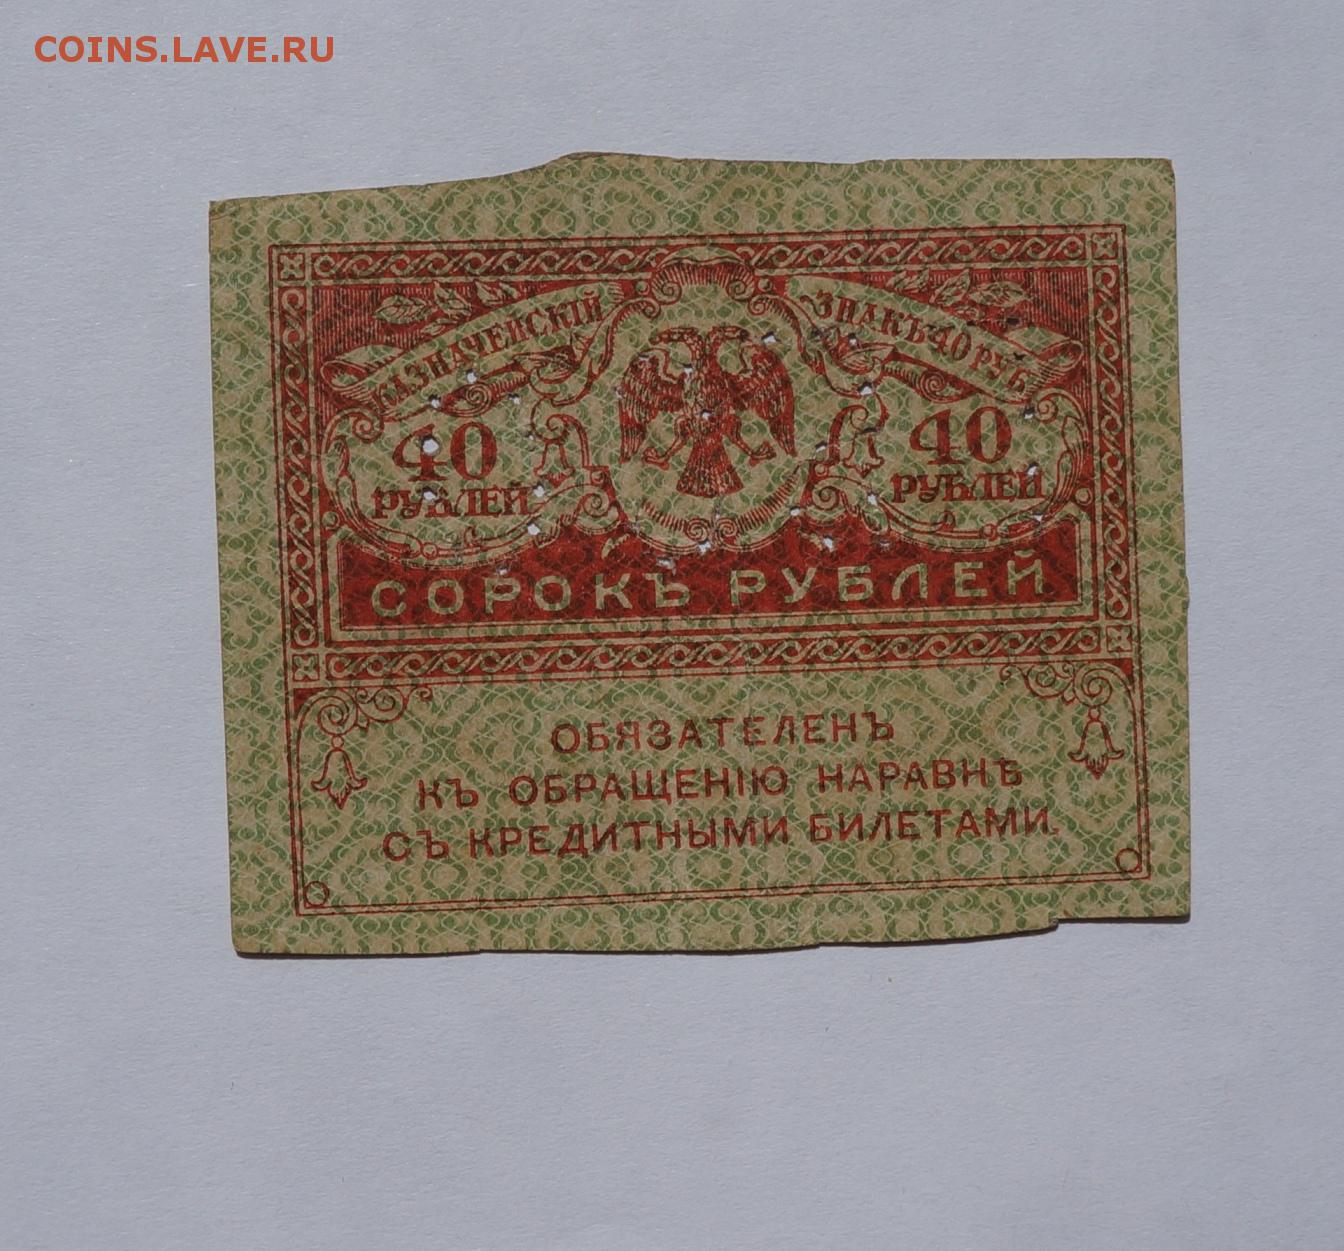 COINS.LAVE.RU
КАЗНАЧЕЙСКІЙ ЗНАКЪ 40 РУБ
40 40
РУБЛЕЙ РУБЛЕЙ
СОРОКЪ РУБЛЕЙ
ОБЯЗАТЕЛЕНЪ
КЪ ОБРАЩЕНІЮ НАРАВНѢ
СЪ КРЕДИТНЫМИ БИЛЕТАМИ.